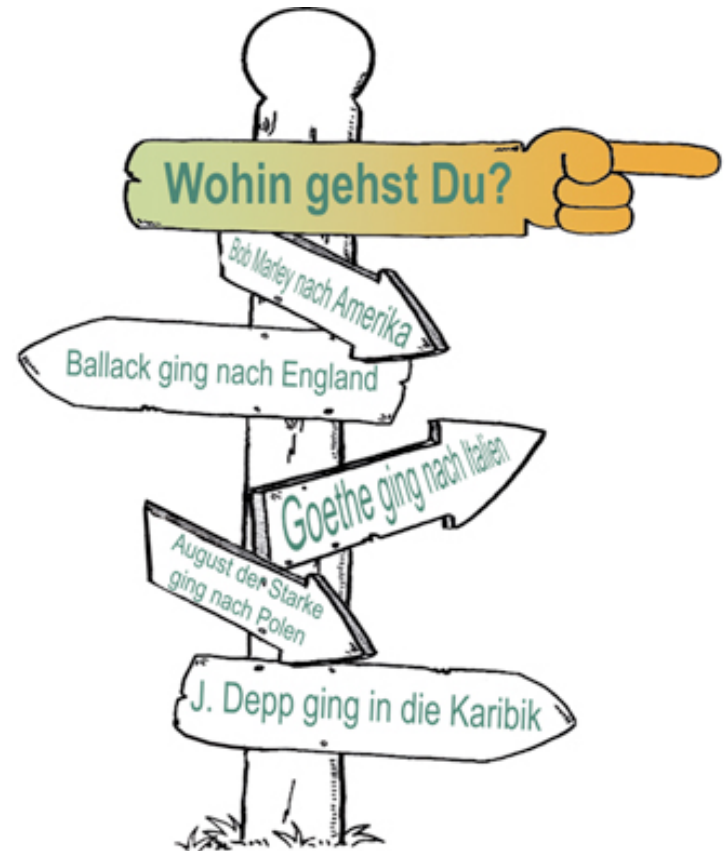 Wohin gehst Du?
Bob Marley nach Amerika
Ballack ging nach England
Goethe ging nach Italien
August der Starke
ging nach Polen
J. Depp ging in die Karibik